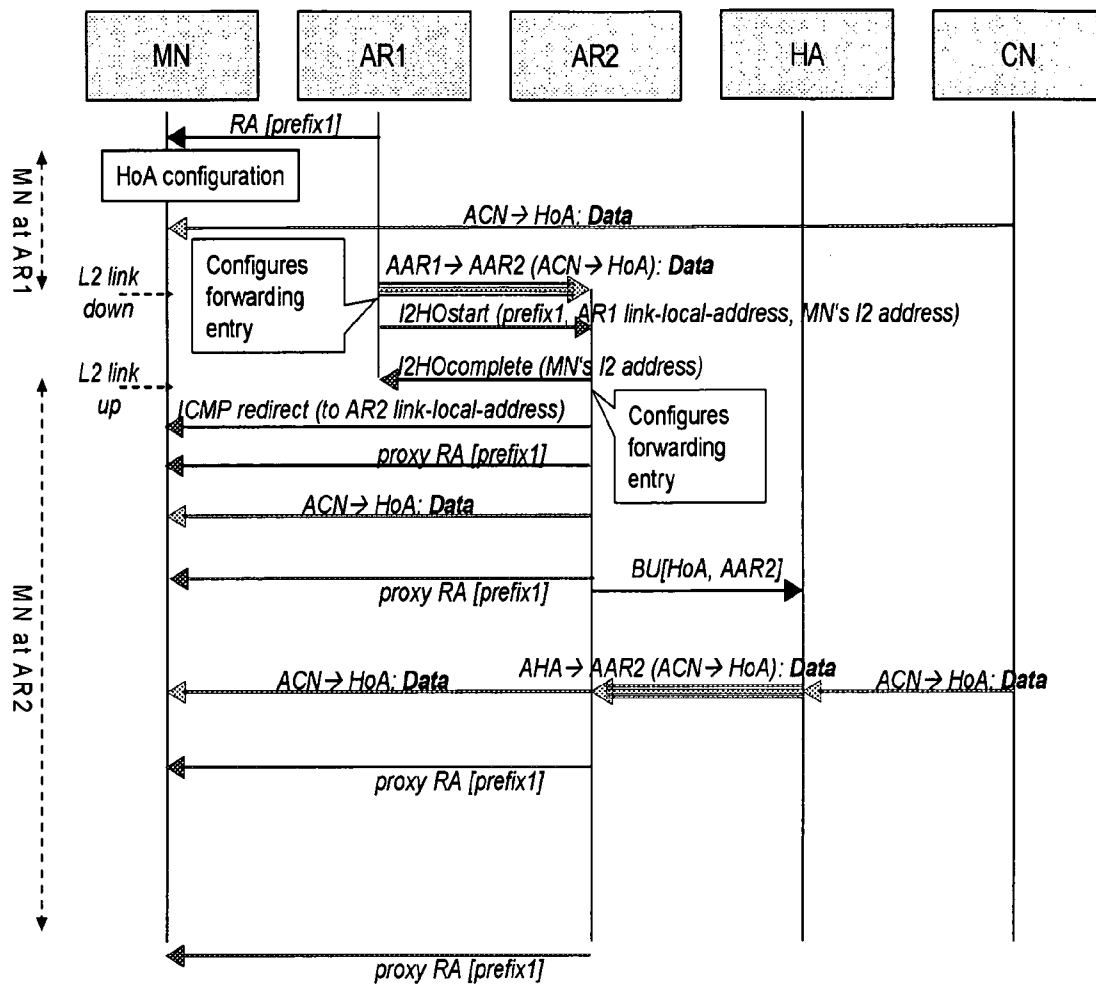 MN
AR1
AR2
HA
CN
RA [prefix1]
MN at AR1
HoA configuration
ACN→ HoA: Data
Configures
forwarding
entry
AAR1→ AAR2 (ACN→ HoA): Data
L2 link
down
l2HOstart (prefix1, AR1 link-local-address, MN's l2 address)
l2HOcomplete (MN's l2 address)
L2 link
up
ICMP redirect (to AR2 link-local-address)
Configures
forwarding
entry
proxy RA [prefix1]
ACN→ HoA: Data
MN at AR2
proxy RA [prefix1]
BU[HoA, AAR2]
AHA→ AAR2 (ACN→ HoA): Data
ACN→ HoA: Data
ACN→ HoA: Data
proxy RA [prefix1]
proxy RA [prefix1]